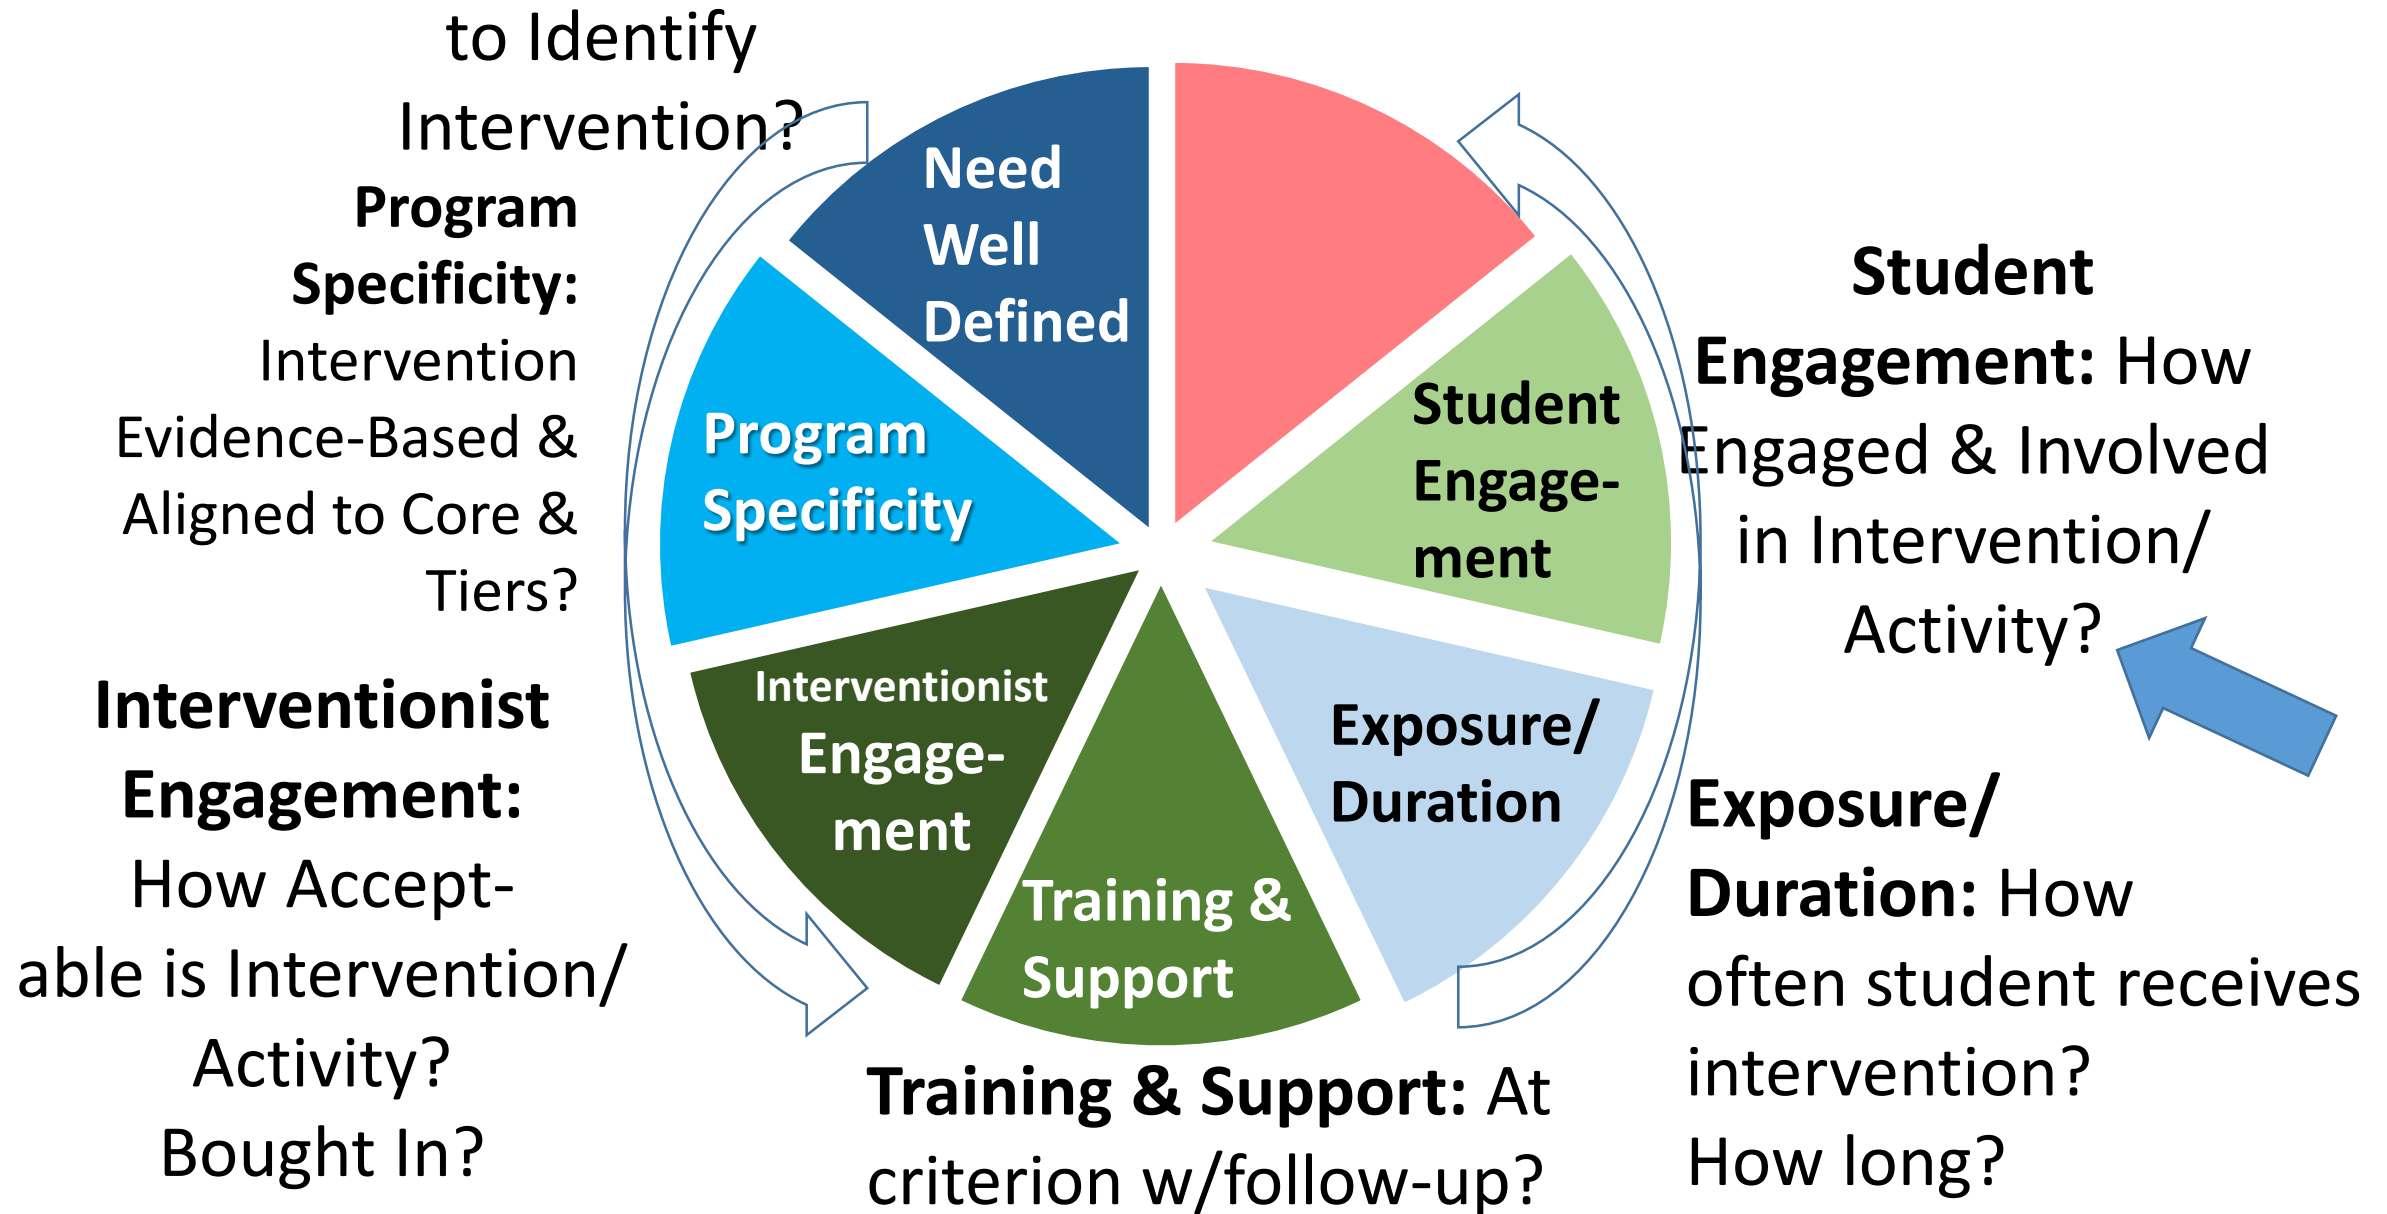 to Identify
Intervention?
Program
Specificity:
Intervention
Evidence-Based &
Aligned to Core &
Tiers?
Interventionist
Engagement:
How Accept-
able is Intervention/
Activity?
Bought In?
Need
Well
Defined
Program
Specificity
Interventionist
Engage-
ment
Training &
Support
Exposure/
Duration
Student
Engage-
ment
Student
Engagement: How
Engaged & Involved
in Intervention/
Activity?
Exposure/
Duration: How
often student receives
intervention?
How long?
Training & Support: At
criterion w/follow-up?